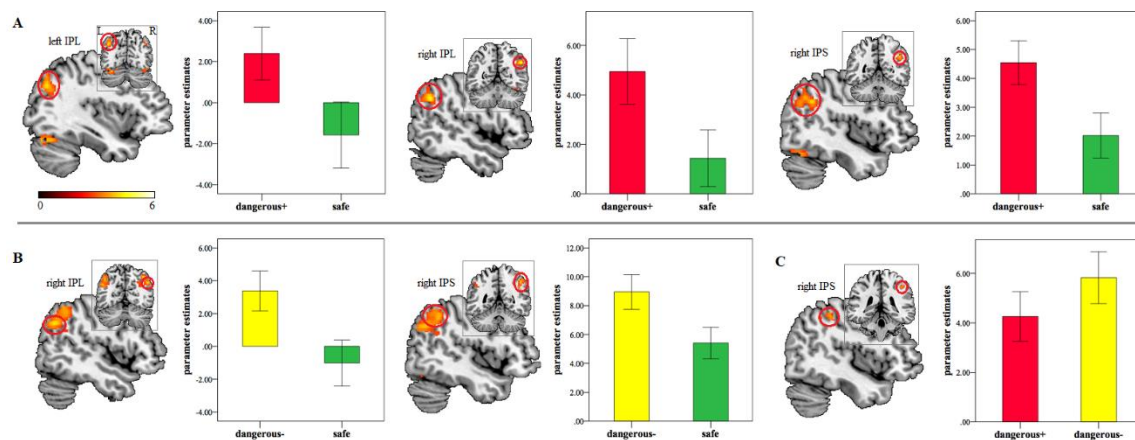 A
left IPL
L
R
0
6
parameter estimates
4.00
2.00
.00
-2.00
-4.00
dangerous+
safe
right IPL
parameter estimates
6.00
4.00
2.00
.00
dangerous+
safe
right IPS
parameter estimates
6.00
5.00
4.00
3.00
2.00
1.00
.00
dangerous+
safe
B
right IPL
parameter estimates
6.00
4.00
2.00
.00
-2.00
-4.00
dangerous-
safe
right IPS
parameter estimates
12.00
10.00
8.00
6.00
4.00
2.00
.00
dangerous-
safe
C
right IPS
parameter estimates
6.00
4.00
2.00
.00
dangerous+
dangerous-